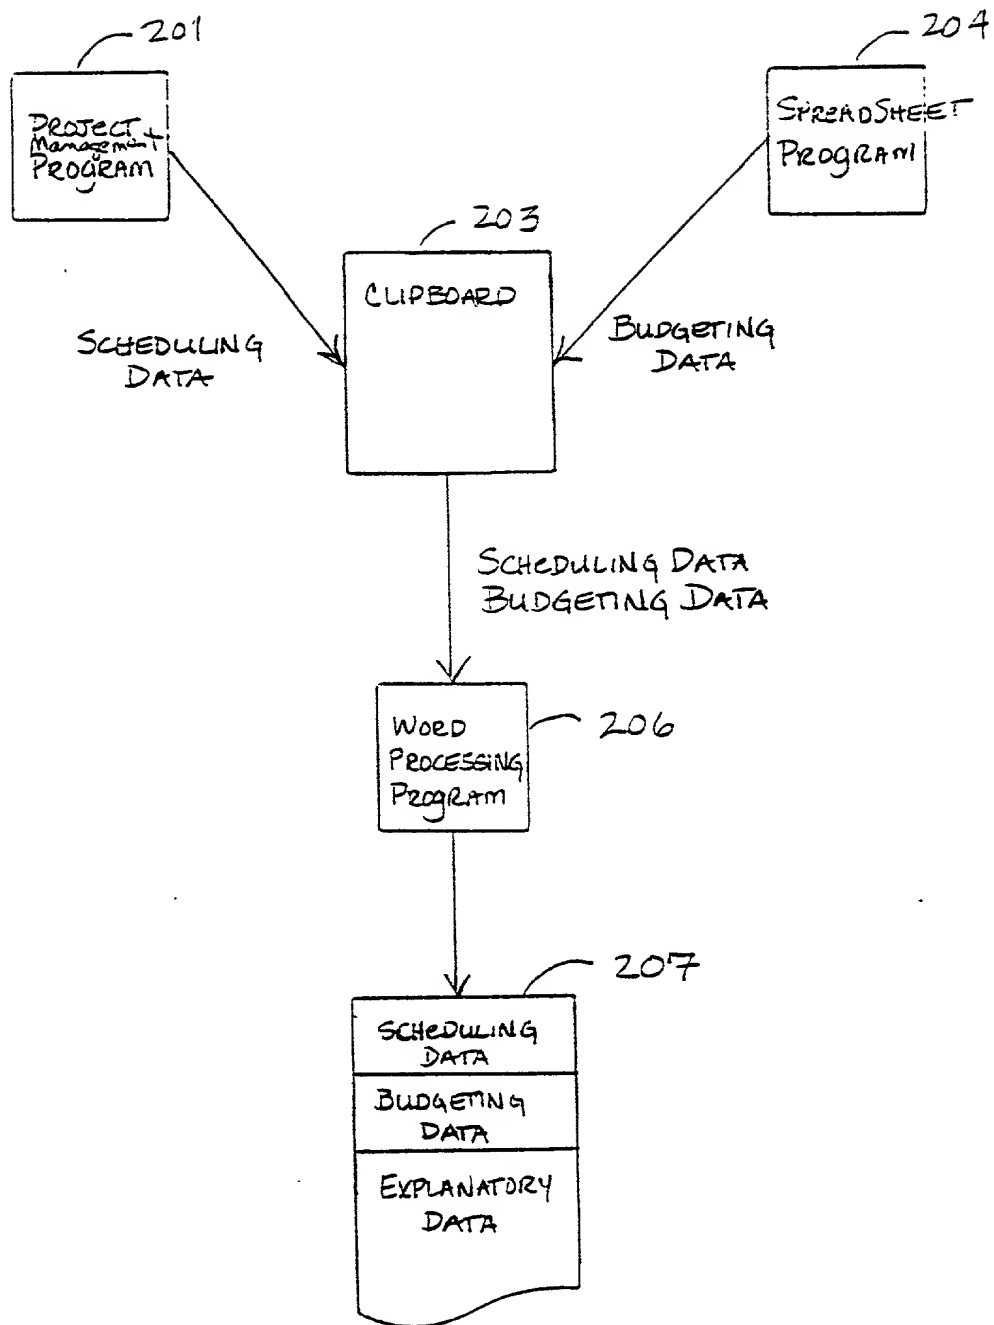 201
PROJECT
Management
PROGRAM
204
SPREADSHEET
PROGRAM
203
CLIPBOARD
SCHEDULING
DATA
BUDGETING
DATA
SCHEDULING DATA
BUDGETING DATA
206
WORD
PROCESSING
PROGRAM
207
SCHEDULING
DATA
BUDGETING
DATA
EXPLANATORY
DATA